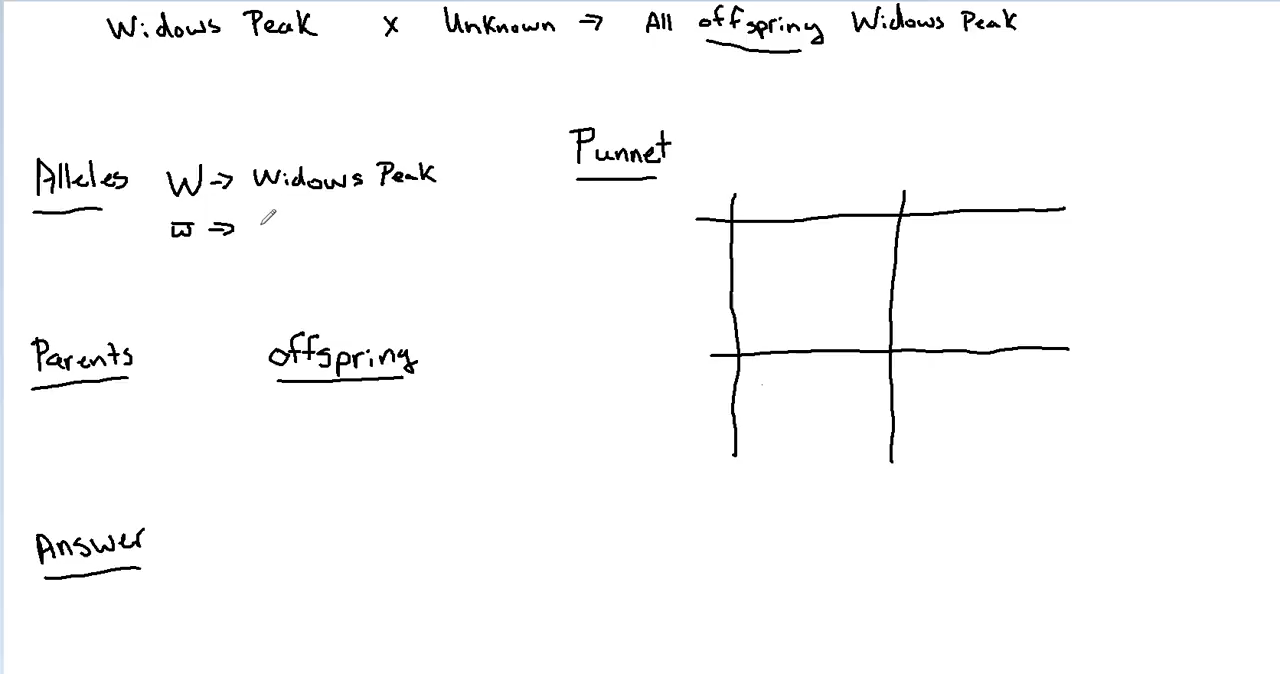 Widows Peak x Unknown → All offspring Widows Peak
Punnet
Alleles W → Widows Peak
w ⇒
Parents offspring
Answer